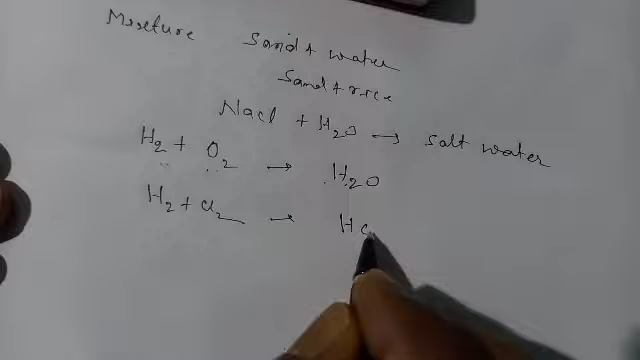 Mixture Sand + water
Sand + rice
Nacl + H2O → salt water
H2 + O2 → H2O
H2 + Cl2 → HC